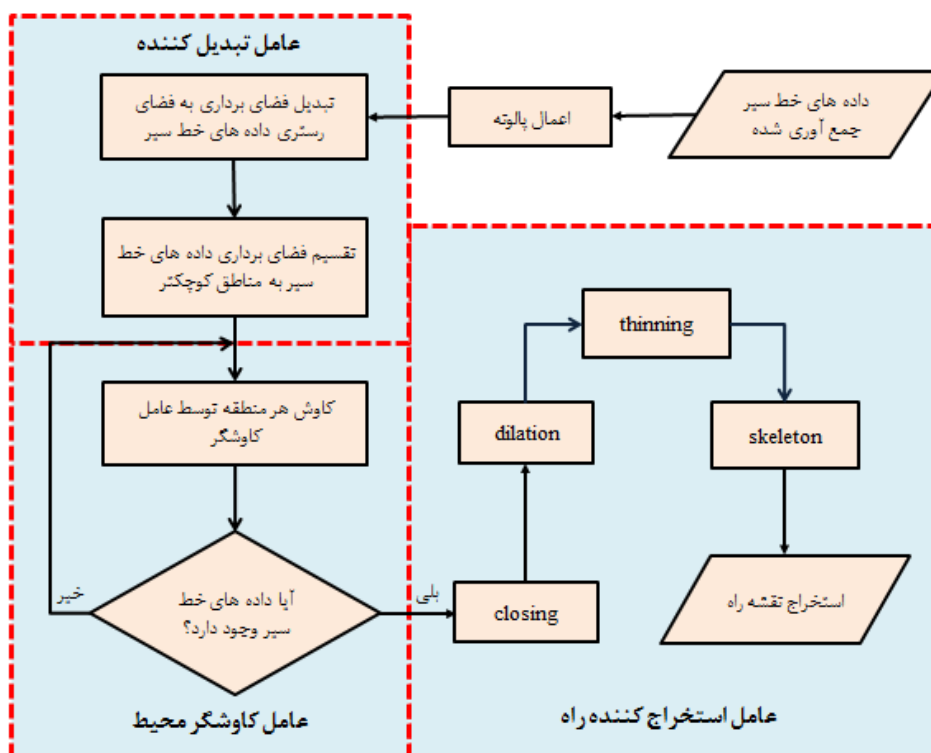 عامل تبدیل کننده
داده های خط سیر
جمع آوری شده
اعمال پالوته
تبدیل فضای برداری به فضای
رستری داده های خط سیر
تقسیم فضای برداری داده های خط
سیر به مناطق کوچکتر
کاوش هر منطقه توسط عامل
کاوشگر
آیا داده های خط
سیر وجود دارد؟
خیر
بلی
عامل کاوشگر محیط
closing
dilation
thinning
skeleton
استخراج نقشه راه
عامل استخراج کننده راه